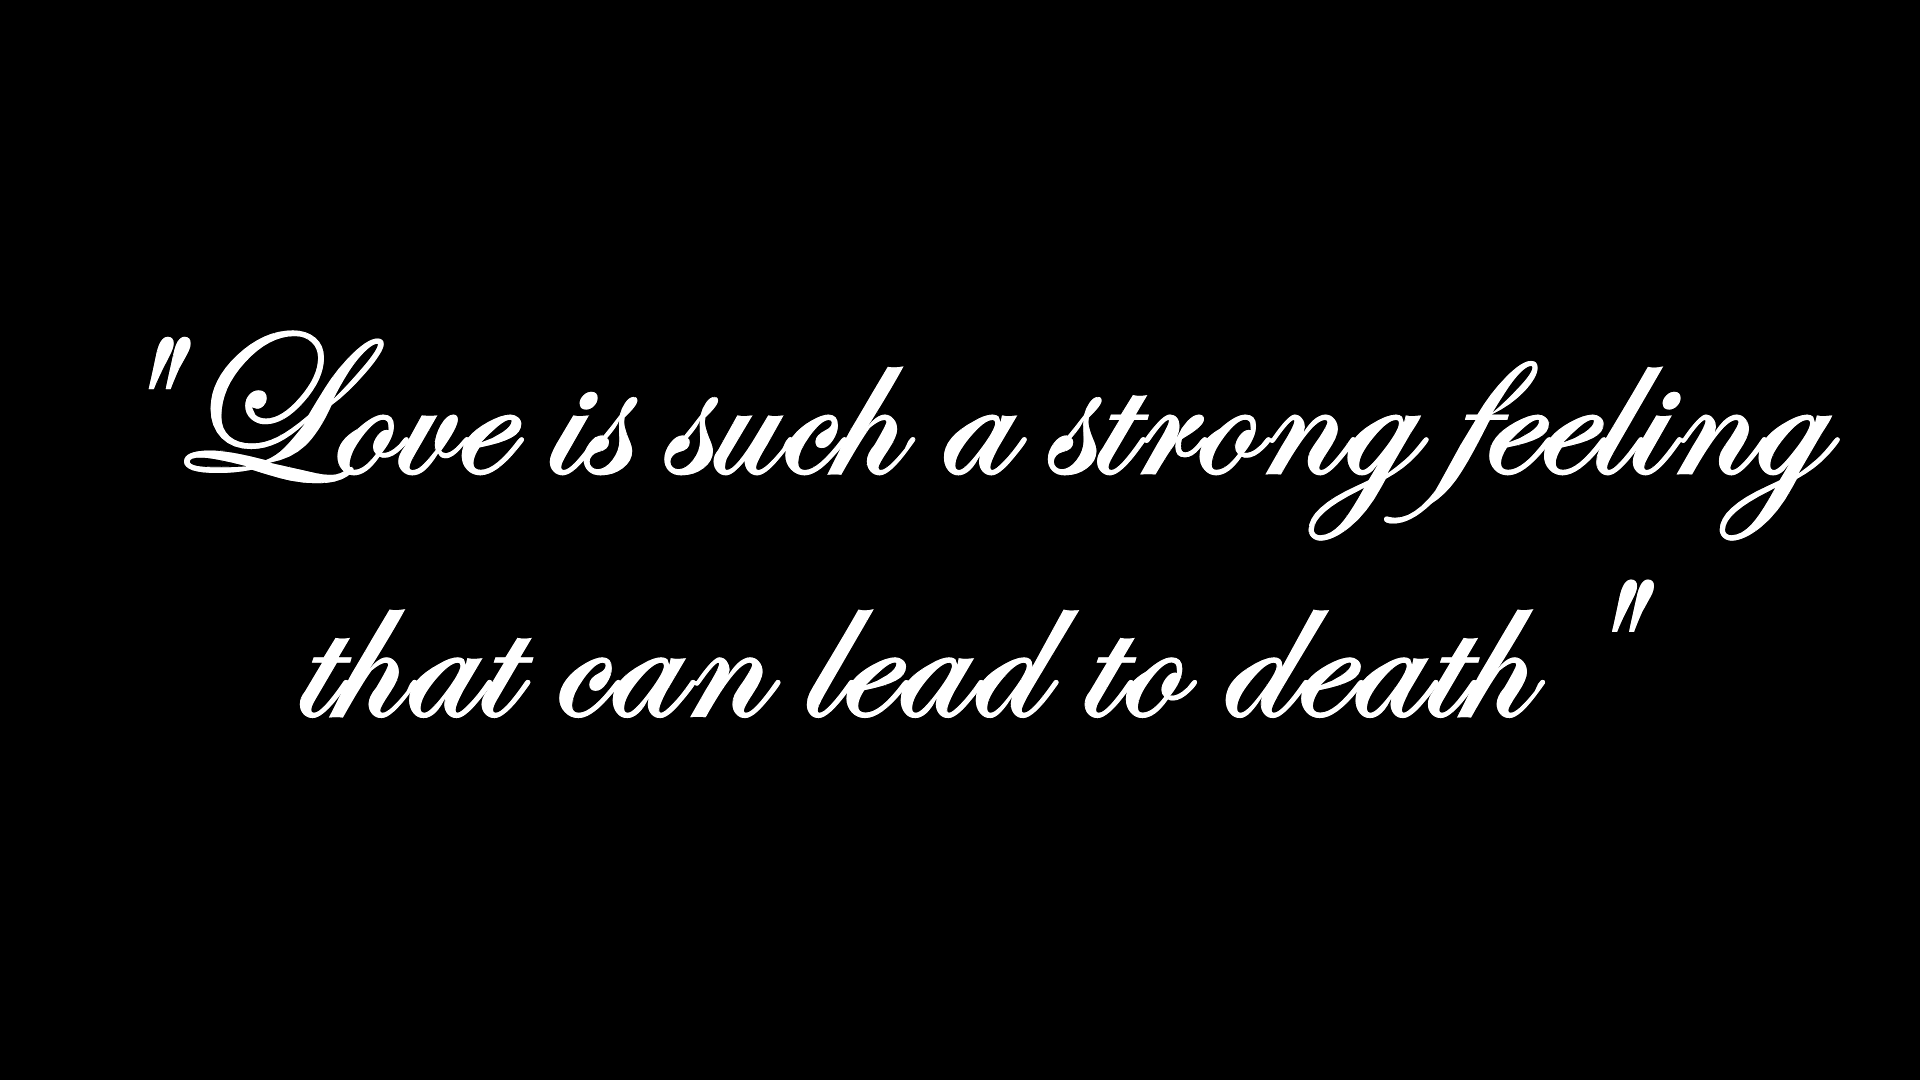 "Love is such a strong feeling
that can lead to death "